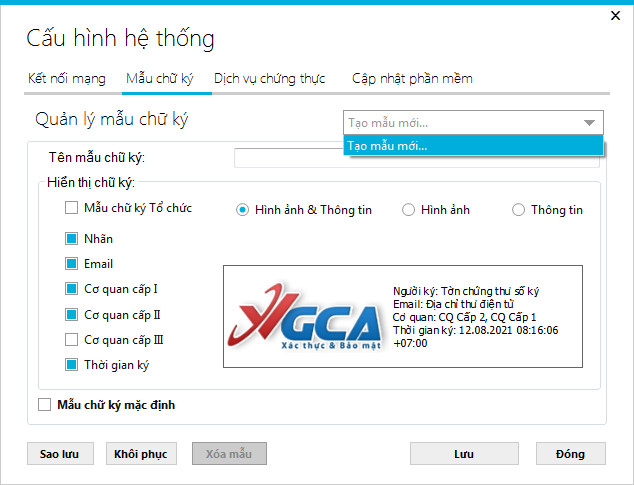 Cấu hình hệ thống
Kết nối mạng Mẫu chữ ký Dịch vụ chứng thực Cập nhật phần mềm
Quản lý mẫu chữ ký
Tạo mẫu mới...
Tạo mẫu mới...
Tên mẫu chữ ký:
Hiển thị chữ ký:
Mẫu chữ ký Tổ chức
Hình ảnh & Thông tin
Hình ảnh
Thông tin
Nhãn
Email
Cơ quan cấp I
Cơ quan cấp II
Cơ quan cấp III
Thời gian ký
VGCA
Xác thực & Bảo mật
Người ký: Tờn chứng thư số ký
Email: Địa chỉ thư điện tử
Cơ quan: CQ Cấp 2, CQ Cấp 1
Thời gian ký: 12.08.2021 08:16:06
+07:00
Mẫu chữ ký mặc định
Sao lưu Khôi phục Xóa mẫu Lưu Đóng